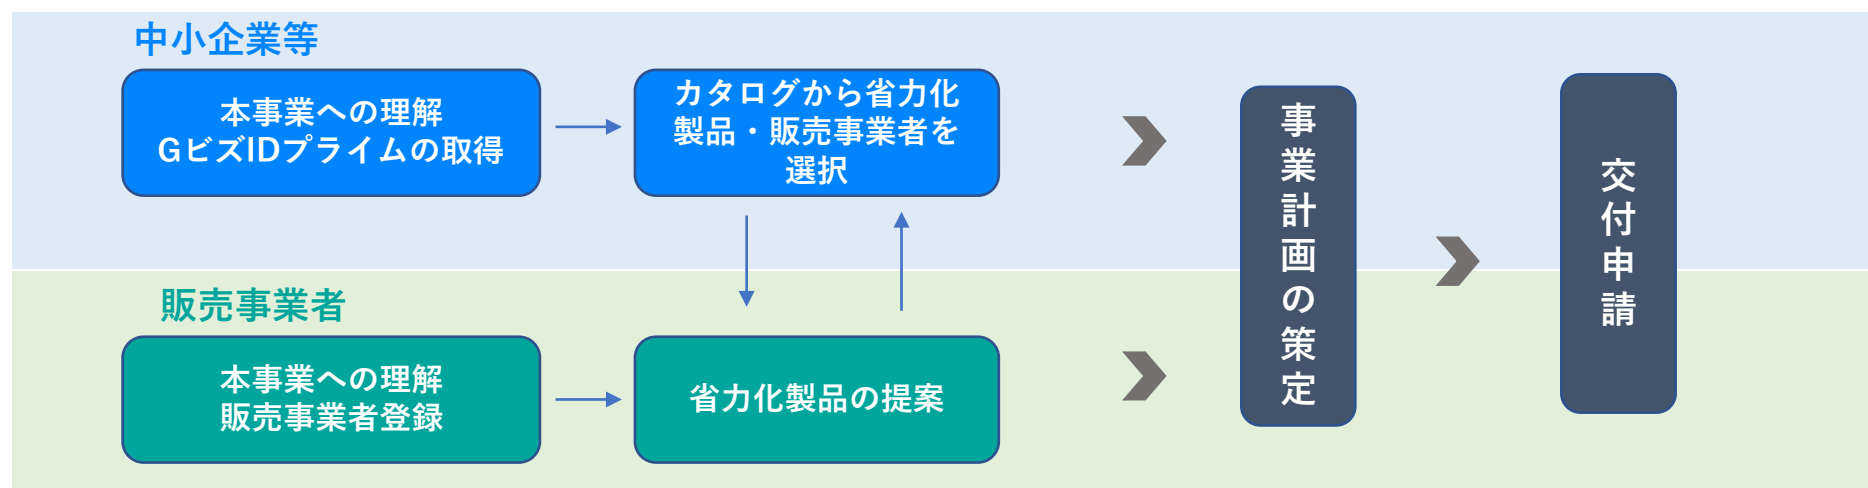 中小企業等
本事業への理解
GビズIDプライムの取得
カタログから省力化
製品・販売事業者を
選択
販売事業者
本事業への理解
販売事業者登録
省力化製品の提案
事業計画の策定
交付申請